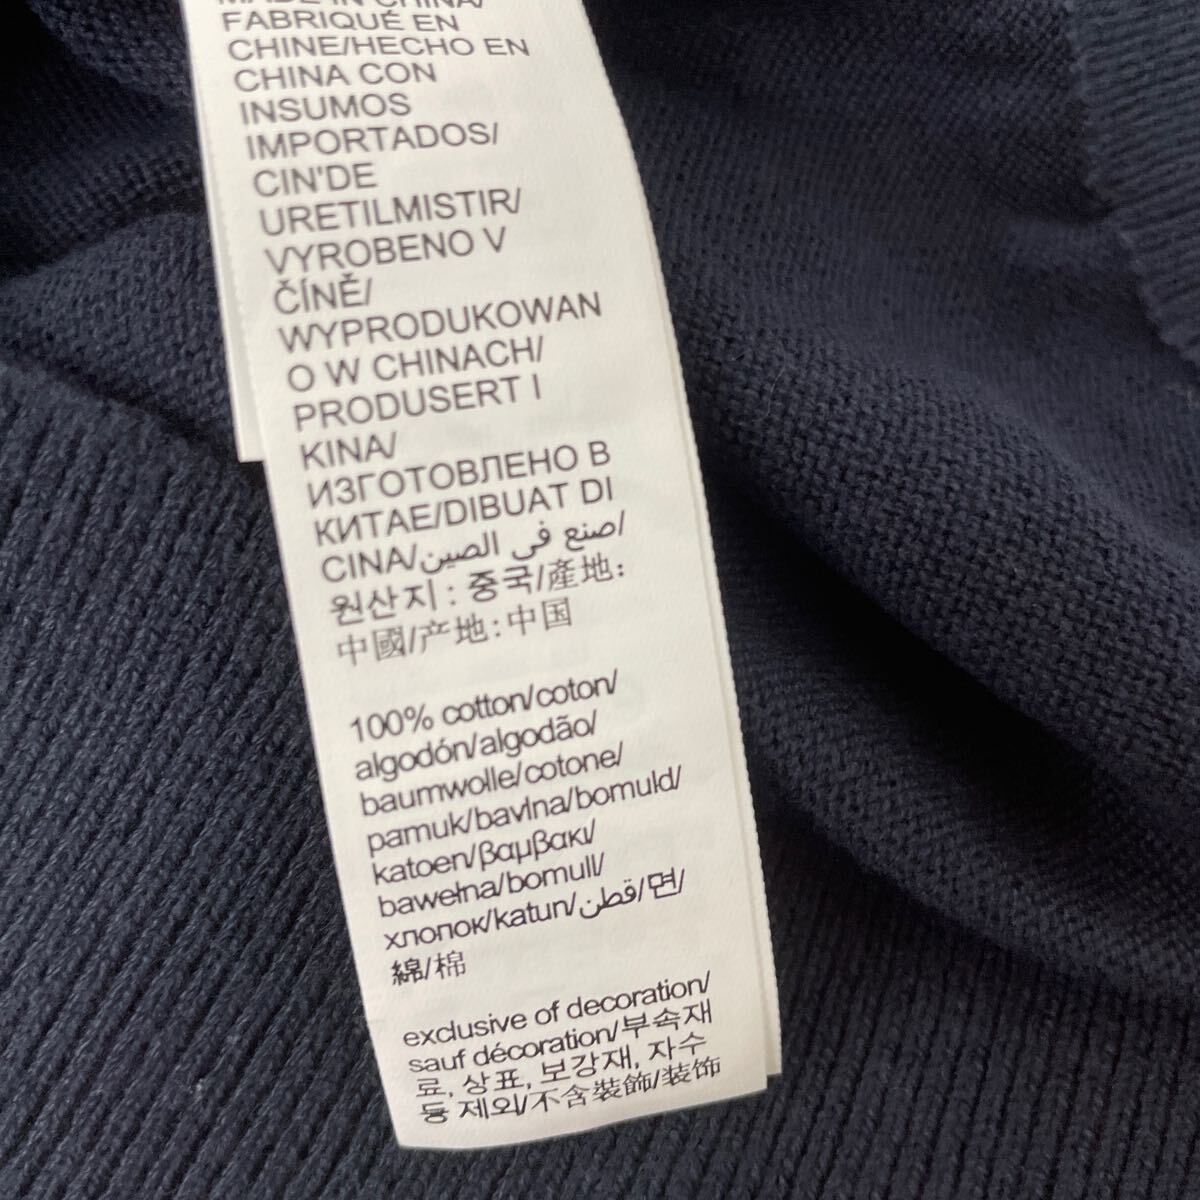 MADE IN CHINA/
FABRIQUÉ EN
CHINE/HECHO EN
CHINA CON
INSUMOS
IMPORTADOS/
CIN'DE
URETILMISTIR/
VYROBENO V
ČÍNĚ/
WYPRODUKOWAN
O W CHINACH/
PRODUSERT I
KINA/
ИЗГОТОВЛЕНО В
КИТАЕ/DIBUAT DI
CINA/صنع في الصين/
원산지 : 중국/產地:
中國/产地:中国
100% cotton/coton/
algodón/algodão/
baumwolle/cotone/
pamuk/bavlna/bomuld/
katoen/βαμβακι/
bawełna/bomull/
хлопок/katun/قطن/면/
綿/棉
exclusive of decoration/
sauf décoration/부속재
료, 상표, 보강재, 자수
등 제외/不含裝飾/装饰